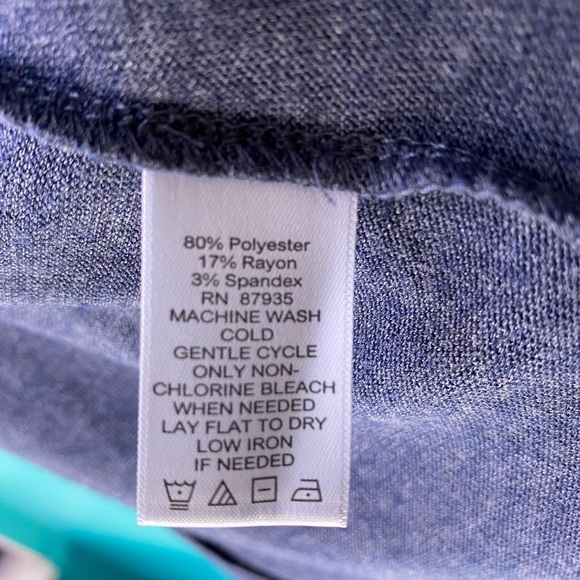 80% Polyester
17% Rayon
3% Spandex
RN 87935
MACHINE WASH
COLD
GENTLE CYCLE
ONLY NON-
CHLORINE BLEACH
WHEN NEEDED
LAY FLAT TO DRY
LOW IRON
IF NEEDED